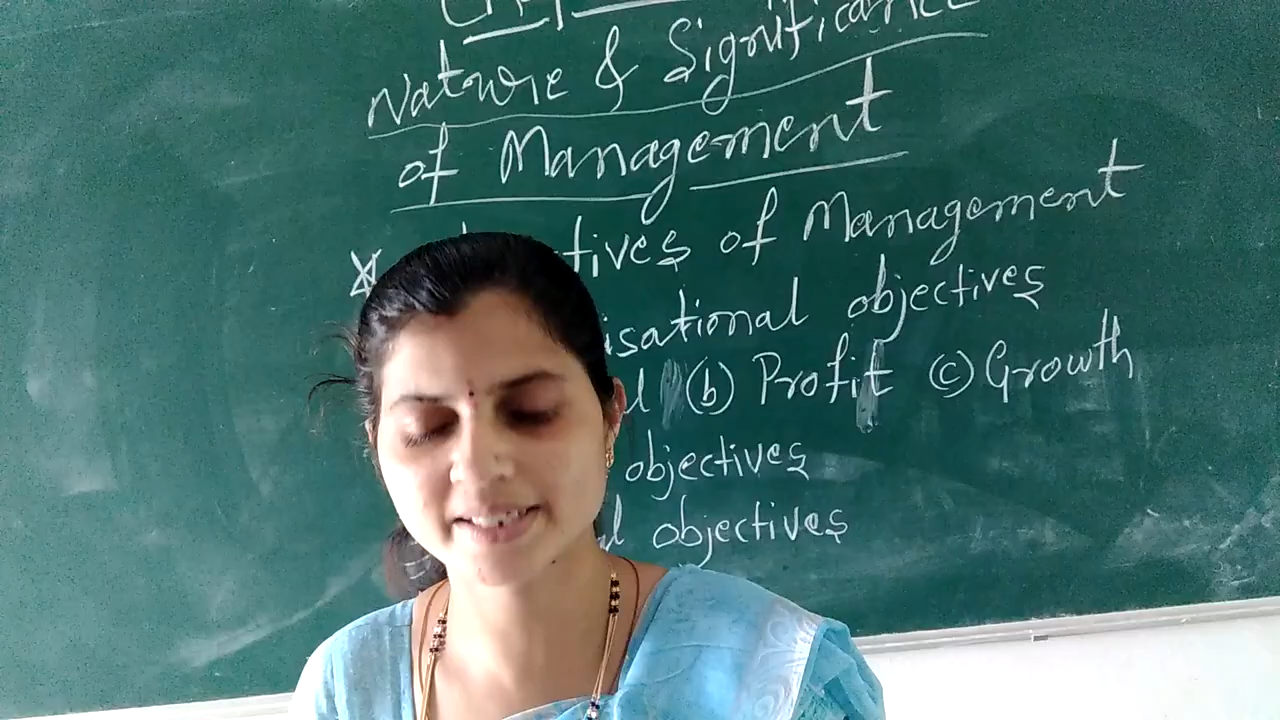 Nature & Significance
of Management
* tives of Management
isational objectives
(b) Profit (c) Growth
objectives
l objectives